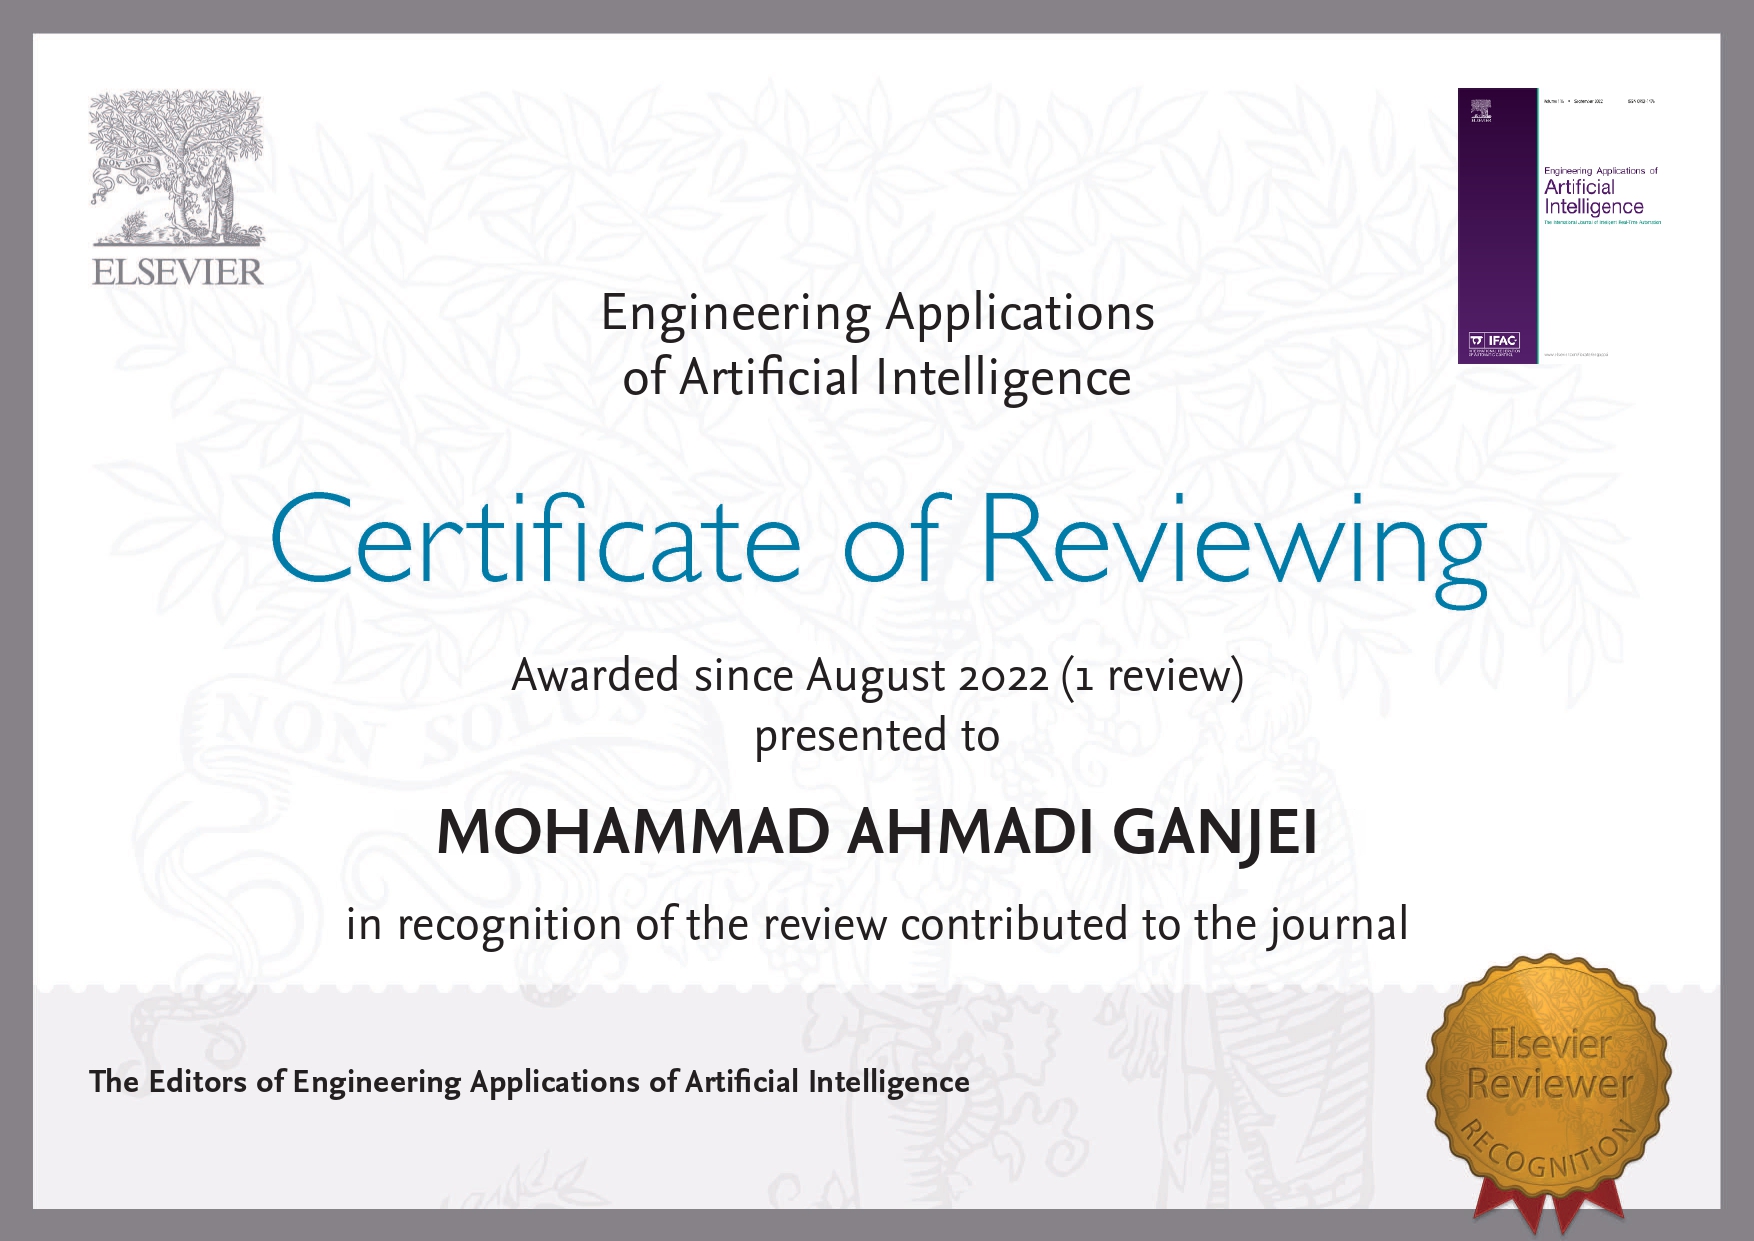 NON SOLUS
ELSEVIER
Engineering Applications of
Artificial
Intelligence
IFAC
Engineering Applications
of Artificial Intelligence
Certificate of Reviewing
Awarded since August 2022 (1 review)
presented to
NON SOLUS
MOHAMMAD AHMADI GANJEI
in recognition of the review contributed to the journal
The Editors of Engineering Applications of Artificial Intelligence
Elsevier
Reviewer
RECOGNITION